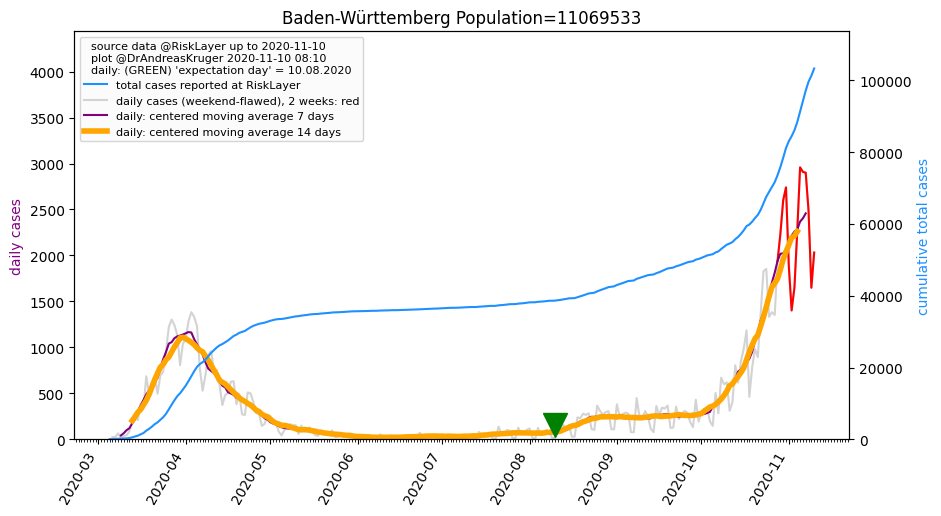 Baden-Württemberg Population=11069533
source data @RiskLayer up to 2020-11-10
plot @DrAndreasKruger 2020-11-10 08:10
daily: (GREEN) 'expectation day' = 10.08.2020
total cases reported at RiskLayer
daily cases (weekend-flawed), 2 weeks: red
daily: centered moving average 7 days
daily: centered moving average 14 days
daily cases
4000
3500
3000
2500
2000
1500
1000
500
0
cumulative total cases
100000
80000
60000
40000
20000
0
2020-03
2020-04
2020-05
2020-06
2020-07
2020-08
2020-09
2020-10
2020-11